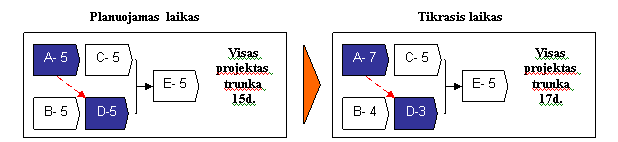 Planuojamas laikas
A- 5
C- 5
B- 5
D-5
E- 5
Visas
projektas
trunka
15d.
Tikrasis laikas
A- 7
C- 5
B- 4
D-3
E- 5
Visas
projektas
trunka
17d.